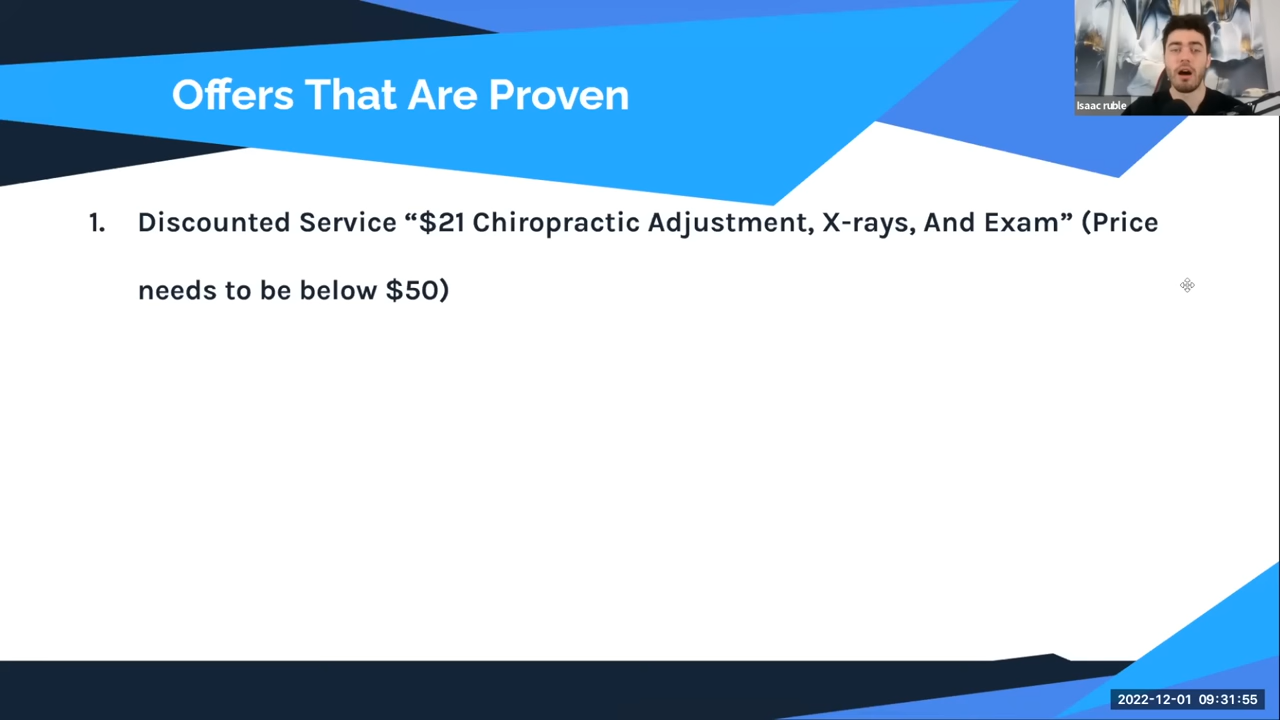 Offers That Are Proven
Isaac ruble
1. Discounted Service “$21 Chiropractic Adjustment, X-rays, And Exam” (Price
needs to be below $50)
2022-12-01 09:31:55